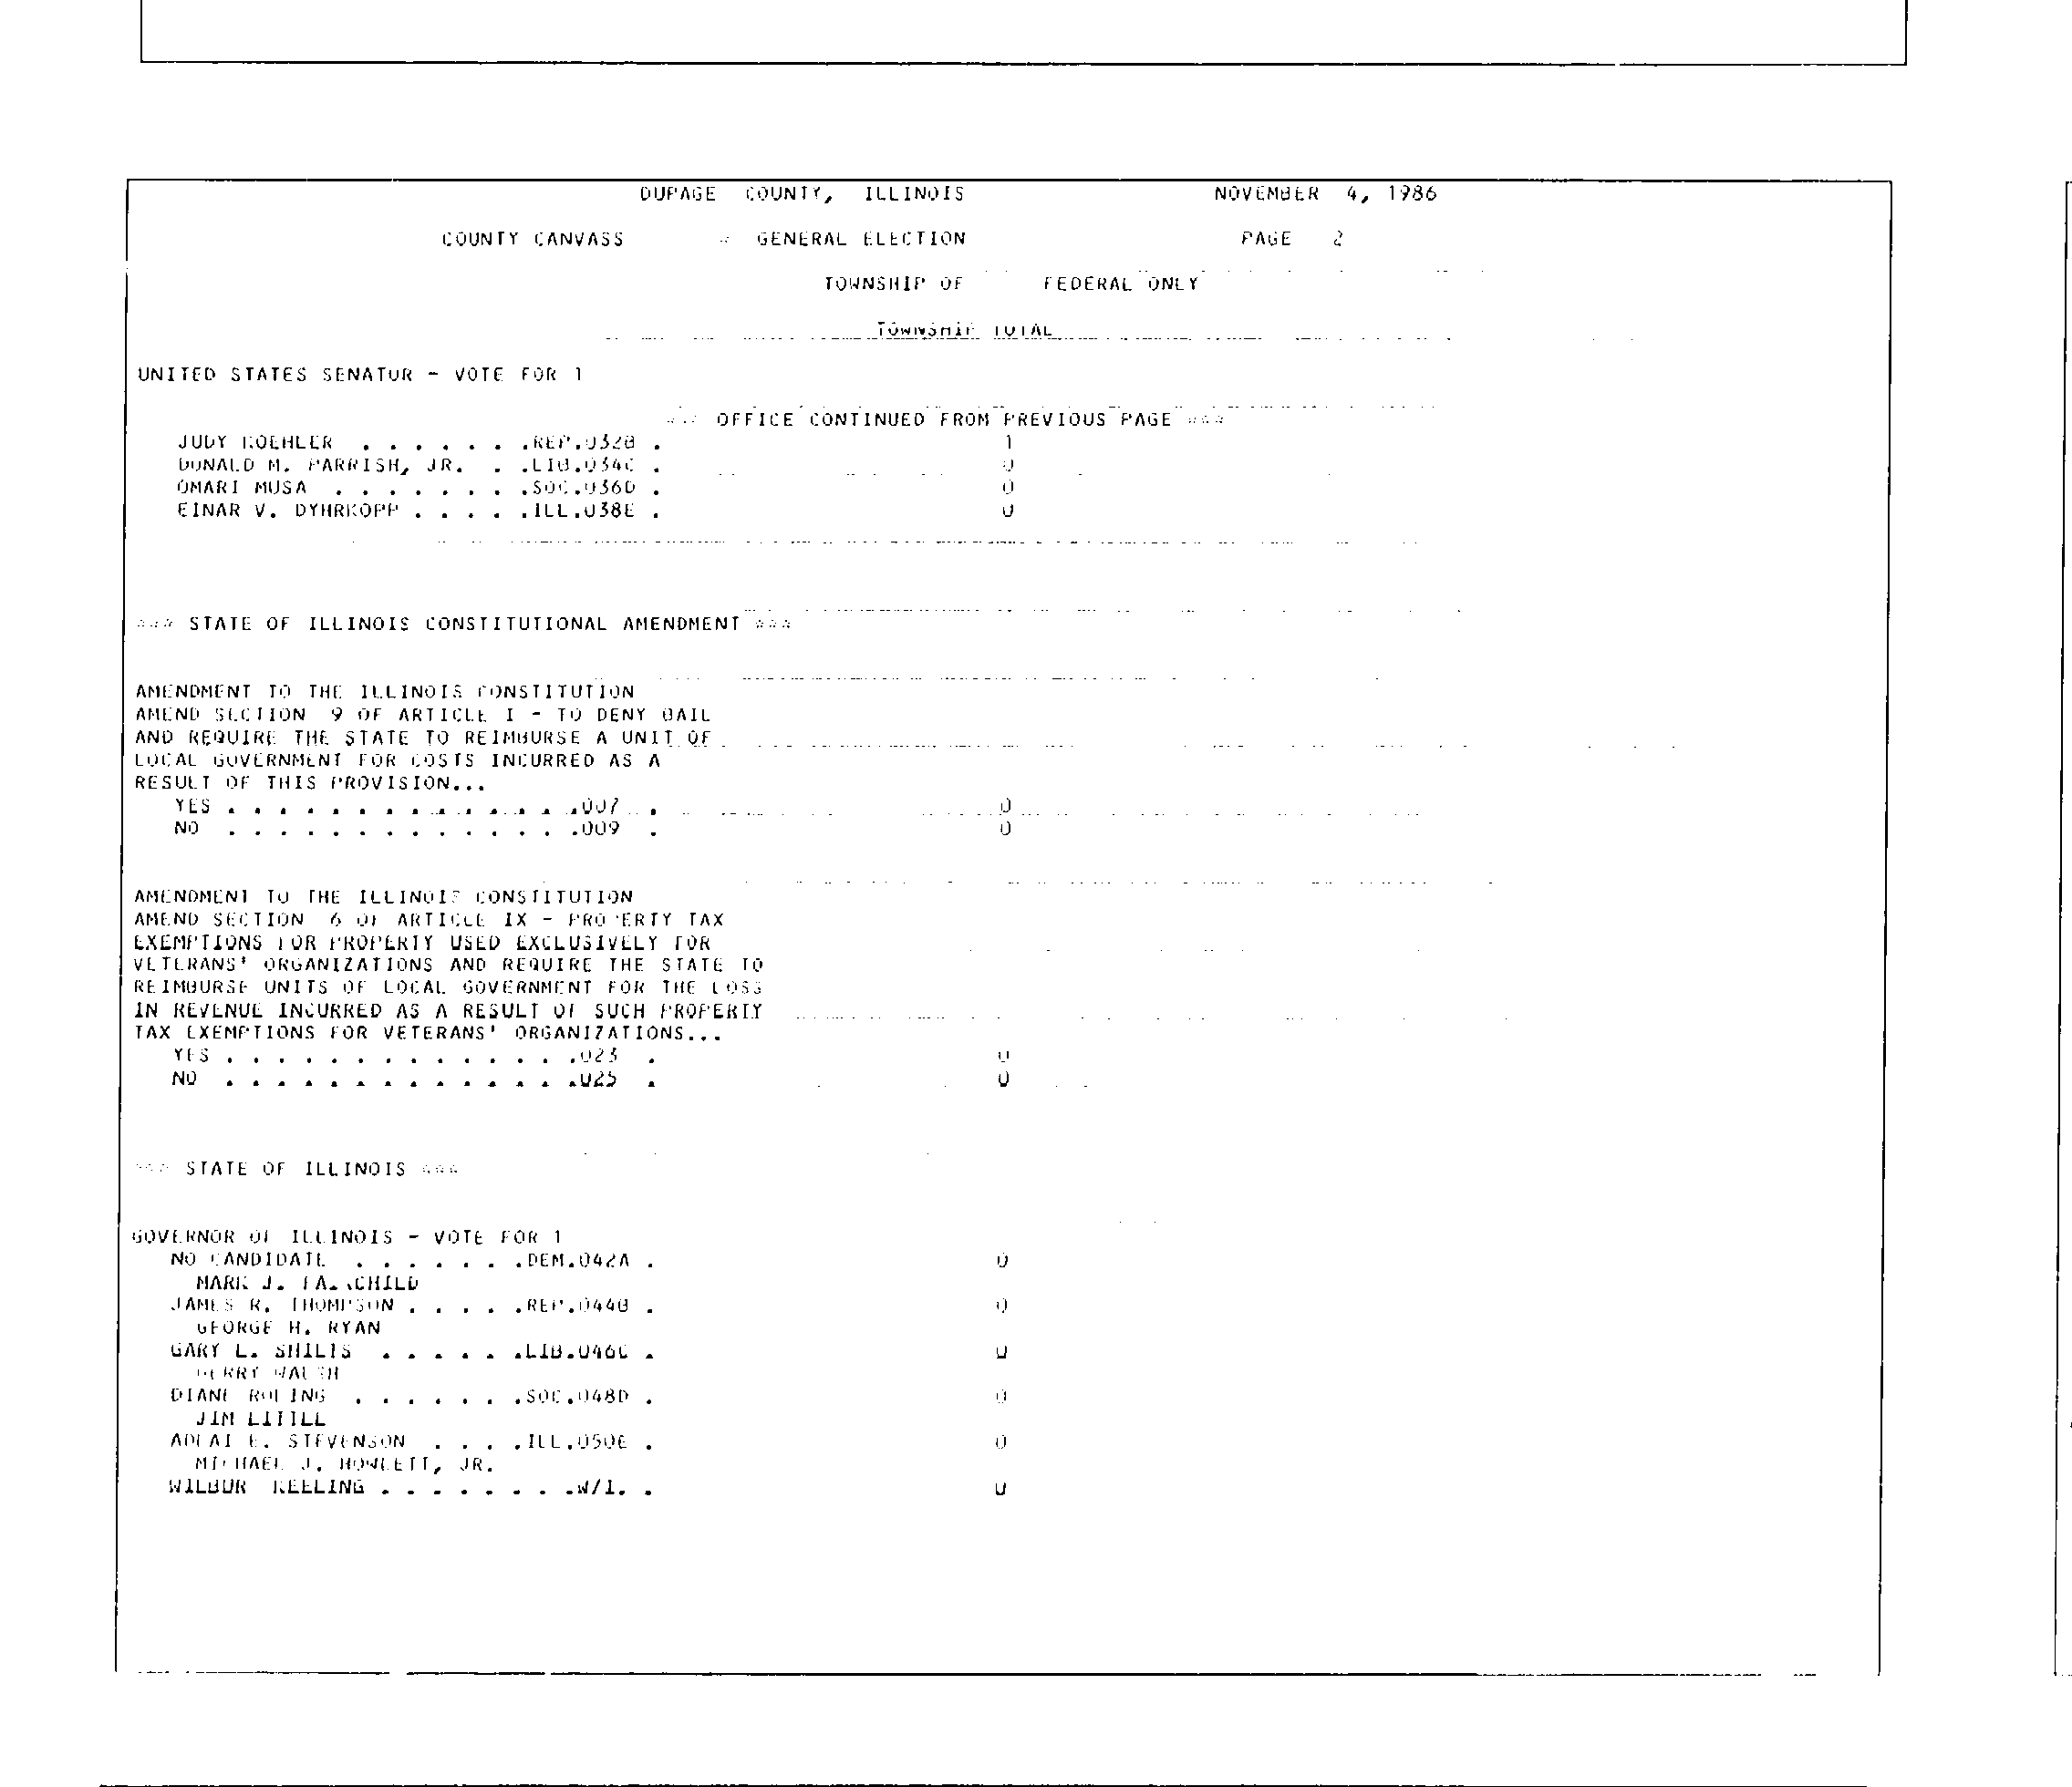 DUPAGE COUNTY, ILLINOIS NOVEMBER 4, 1986
COUNTY CANVASS * GENERAL ELECTION PAGE 2
TOWNSHIP OF FEDERAL ONLY
TOWNSHIP TOTAL
UNITED STATES SENATOR - VOTE FOR 1
*** OFFICE CONTINUED FROM PREVIOUS PAGE ***
JUDY KOEHLER . . . . . . .REP.032B . 1
DONALD M. PARRISH, JR. . .LIB.034C . 0
OMARI MUSA . . . . . . . .SOC.036D . 0
EINAR V. DYHRKOPP . . . . .ILL.038E . 0
*** STATE OF ILLINOIS CONSTITUTIONAL AMENDMENT ***
AMENDMENT TO THE ILLINOIS CONSTITUTION
AMEND SECTION 9 OF ARTICLE I - TO DENY BAIL
AND REQUIRE THE STATE TO REIMBURSE A UNIT OF
LOCAL GOVERNMENT FOR COSTS INCURRED AS A
RESULT OF THIS PROVISION...
YES . . . . . . . . . . . . . .007 . 0
NO . . . . . . . . . . . . . .009 . 0
AMENDMENT TO THE ILLINOIS CONSTITUTION
AMEND SECTION 6 OF ARTICLE IX - PROPERTY TAX
EXEMPTIONS FOR PROPERTY USED EXCLUSIVELY FOR
VETERANS' ORGANIZATIONS AND REQUIRE THE STATE TO
REIMBURSE UNITS OF LOCAL GOVERNMENT FOR THE LOSS
IN REVENUE INCURRED AS A RESULT OF SUCH PROPERTY
TAX EXEMPTIONS FOR VETERANS' ORGANIZATIONS...
YES . . . . . . . . . . . . . .023 . 0
NO . . . . . . . . . . . . . .025 . 0
*** STATE OF ILLINOIS ***
GOVERNOR OF ILLINOIS - VOTE FOR 1
NO CANDIDATE . . . . . . .DEM.042A . 0
MARK J. FAIRCHILD
JAMES R. THOMPSON . . . . .REP.044B . 0
GEORGE H. RYAN
GARY L. SHILTS . . . . . .LIB.046C . 0
WALSH
DIANE ROLING . . . . . . .SOC.048D . 0
JIM
ADLAI E. STEVENSON . . . .ILL.050E . 0
MICHAEL J. HOWLETT, JR.
WILBUR KEELING . . . . . . . .W/I. . 0